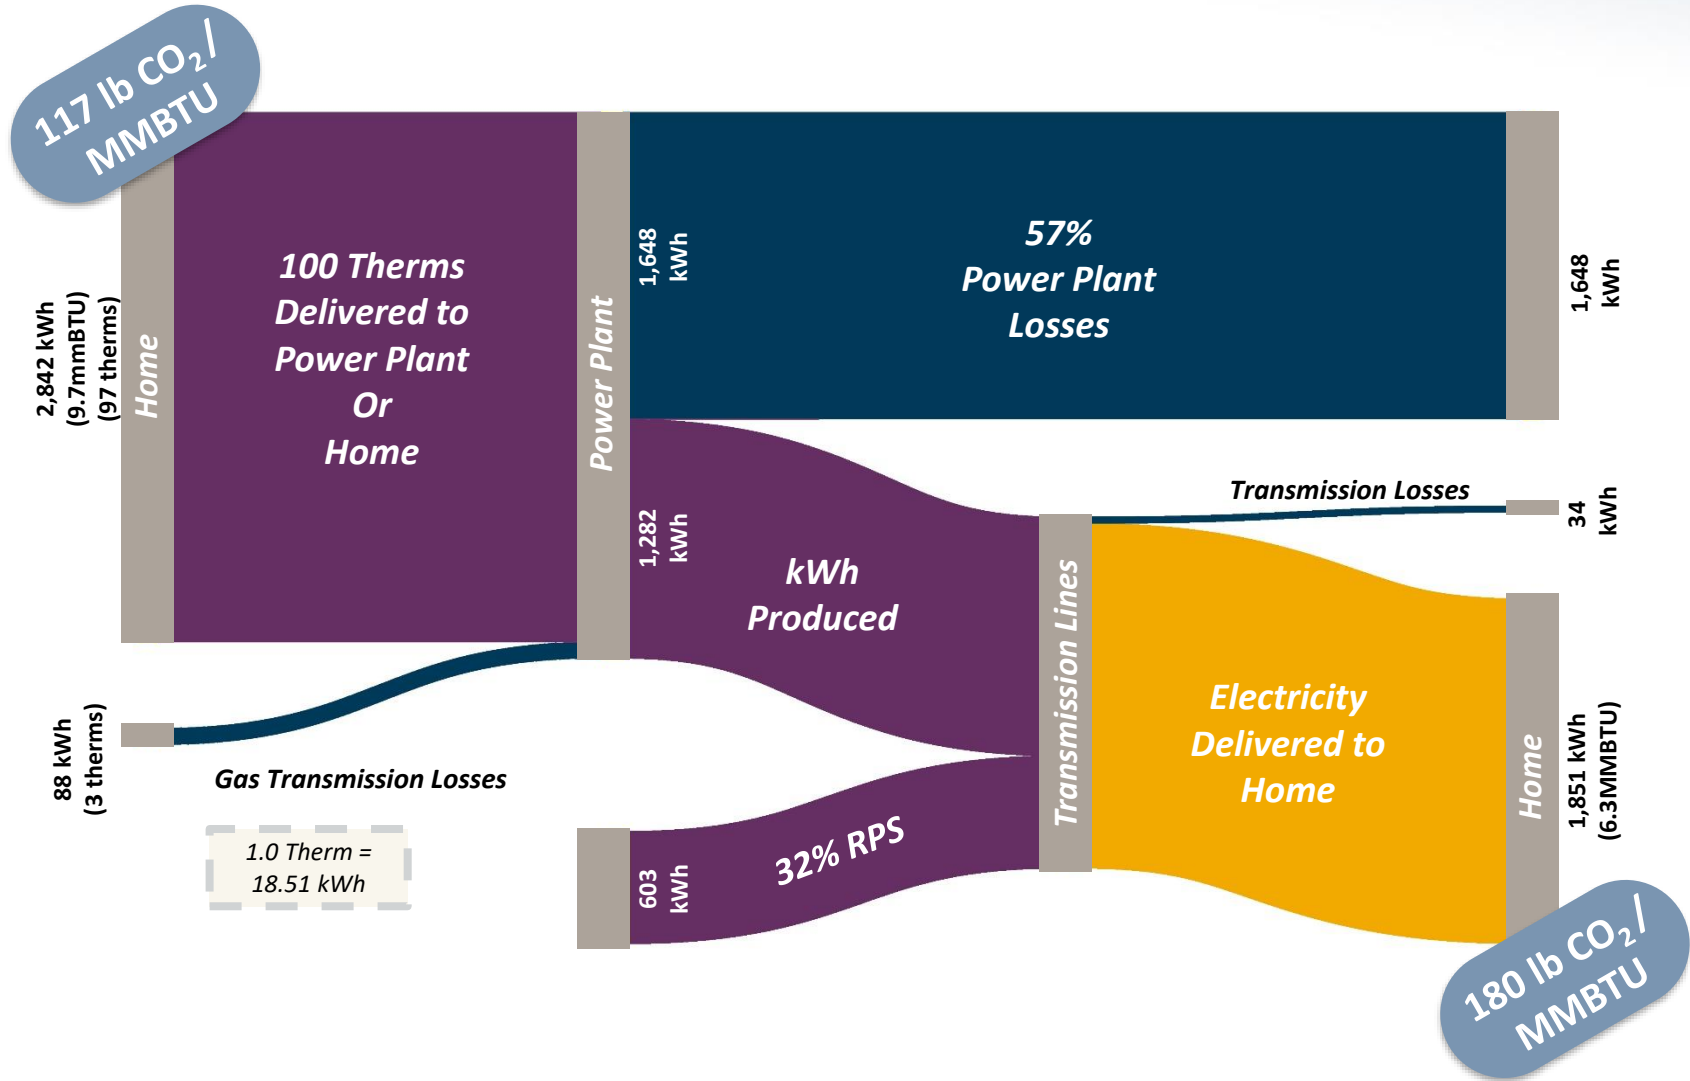 117 lb CO₂ /
MMBTU
2,842 kWh
(9.7mmBTU)
(97 therms)
Home
100 Therms
Delivered to
Power Plant
Or
Home
Power Plant
1,648
kWh
57%
Power Plant
Losses
1,648
kWh
1,282
kWh
kWh
Produced
Transmission Losses
34
kWh
Transmission Lines
Electricity
Delivered to
Home
Home
1,851 kWh
(6.3MMBTU)
88 kWh
(3 therms)
Gas Transmission Losses
1.0 Therm =
18.51 kWh
603
kWh
32% RPS
180 lb CO₂ /
MMBTU